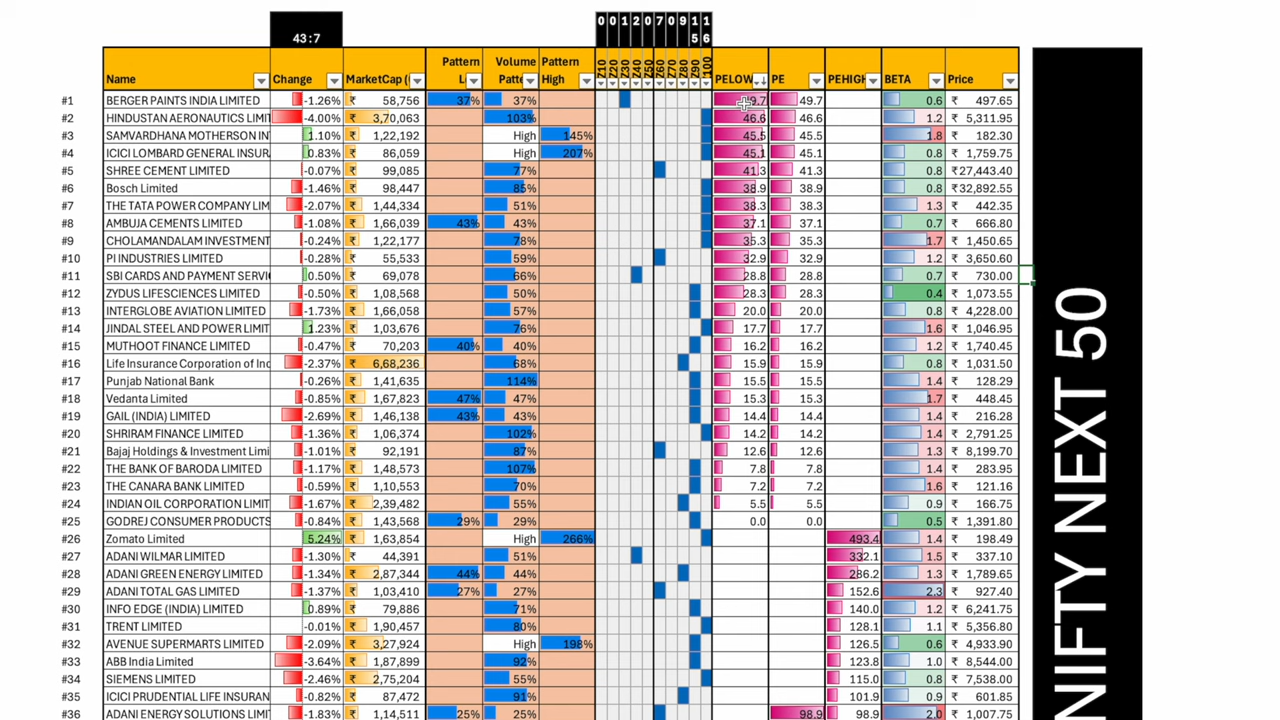 43:7
0 0 1 2 0 7 0 9 15 16
Name Change MarketCap ( Pattern L Volume Patte Pattern High Z10 Z20 Z30 Z40 Z50 Z60 Z70 Z80 Z90 100 PELOW PE PEHIGH BETA Price
#1 BERGER PAINTS INDIA LIMITED -1.26% ₹ 58,756 37% 37% 9.7 49.7 0.6 ₹ 497.65
#2 HINDUSTAN AERONAUTICS LIMIT -4.00% ₹ 3,70,063 103% 46.6 46.6 1.2 ₹ 5,311.95
#3 SAMVARDHANA MOTHERSON IN 1.10% ₹ 1,22,192 High 145% 45.5 45.5 1.8 ₹ 182.30
#4 ICICI LOMBARD GENERAL INSUR 0.83% ₹ 86,059 High 207% 45.1 45.1 0.8 ₹ 1,759.75
#5 SHREE CEMENT LIMITED -0.07% ₹ 99,085 77% 41.3 41.3 0.8 ₹ 27,443.40
#6 Bosch Limited -1.46% ₹ 98,447 85% 38.9 38.9 0.8 ₹ 32,892.55
#7 THE TATA POWER COMPANY LIM -2.07% ₹ 1,44,334 51% 38.3 38.3 1.3 ₹ 442.35
#8 AMBUJA CEMENTS LIMITED -1.08% ₹ 1,66,039 43% 43% 37.1 37.1 0.7 ₹ 666.80
#9 CHOLAMANDALAM INVESTMENT -0.24% ₹ 1,22,177 78% 35.3 35.3 1.7 ₹ 1,450.65
#10 PI INDUSTRIES LIMITED -0.28% ₹ 55,533 59% 32.9 32.9 1.2 ₹ 3,650.60
#11 SBI CARDS AND PAYMENT SERVI 0.50% ₹ 69,078 66% 28.8 28.8 0.7 ₹ 730.00
#12 ZYDUS LIFESCIENCES LIMITED -0.50% ₹ 1,08,568 50% 28.3 28.3 0.4 ₹ 1,073.55
#13 INTERGLOBE AVIATION LIMITED -1.73% ₹ 1,66,058 57% 20.0 20.0 0.8 ₹ 4,228.00
#14 JINDAL STEEL AND POWER LIMIT 1.23% ₹ 1,03,676 76% 17.7 17.7 1.6 ₹ 1,046.95
#15 MUTHOOT FINANCE LIMITED -0.47% ₹ 70,203 40% 40% 16.2 16.2 1.2 ₹ 1,740.45
#16 Life Insurance Corporation of Inc -2.37% ₹ 6,68,236 68% 15.9 15.9 0.8 ₹ 1,031.50
#17 Punjab National Bank -0.26% ₹ 1,41,635 114% 15.5 15.5 1.4 ₹ 128.29
#18 Vedanta Limited -0.85% ₹ 1,67,823 47% 47% 15.3 15.3 1.7 ₹ 448.45
#19 GAIL (INDIA) LIMITED -2.69% ₹ 1,46,138 43% 43% 14.4 14.4 1.4 ₹ 216.28
#20 SHRIRAM FINANCE LIMITED -1.36% ₹ 1,06,374 102% 14.2 14.2 1.4 ₹ 2,791.25
#21 Bajaj Holdings & Investment Limi -1.01% ₹ 92,191 87% 12.6 12.6 1.3 ₹ 8,199.70
#22 THE BANK OF BARODA LIMITED -1.17% ₹ 1,48,573 107% 7.8 7.8 1.4 ₹ 283.95
#23 THE CANARA BANK LIMITED -0.59% ₹ 1,10,553 70% 7.2 7.2 1.6 ₹ 121.16
#24 INDIAN OIL CORPORATION LIMIT -1.67% ₹ 2,39,482 55% 5.5 5.5 0.9 ₹ 166.75
#25 GODREJ CONSUMER PRODUCTS -0.84% ₹ 1,43,568 29% 29% 0.0 0.0 0.5 ₹ 1,391.80
#26 Zomato Limited 5.24% ₹ 1,63,854 High 266% 493.4 1.4 ₹ 198.49
#27 ADANI WILMAR LIMITED -1.30% ₹ 44,391 51% 332.1 1.5 ₹ 337.10
#28 ADANI GREEN ENERGY LIMITED -1.34% ₹ 2,87,344 44% 44% 286.2 1.3 ₹ 1,789.65
#29 ADANI TOTAL GAS LIMITED -1.37% ₹ 1,03,410 27% 27% 152.6 2.3 ₹ 927.40
#30 INFO EDGE (INDIA) LIMITED 0.89% ₹ 79,886 71% 140.0 1.2 ₹ 6,241.75
#31 TRENT LIMITED -0.01% ₹ 1,90,457 80% 128.1 1.1 ₹ 5,356.80
#32 AVENUE SUPERMARTS LIMITED -2.09% ₹ 3,27,924 High 198% 126.5 0.6 ₹ 4,933.90
#33 ABB India Limited -3.64% ₹ 1,87,899 92% 123.8 1.0 ₹ 8,544.00
#34 SIEMENS LIMITED -2.46% ₹ 2,75,204 55% 115.0 0.8 ₹ 7,538.00
#35 ICICI PRUDENTIAL LIFE INSURAN -0.82% ₹ 87,472 91% 101.9 0.9 ₹ 601.85
#36 ADANI ENERGY SOLUTIONS LIMIT -1.83% ₹ 1,14,511 25% 25% 98.9 98.9 2.0 ₹ 1,007.75
NIFTY NEXT 50